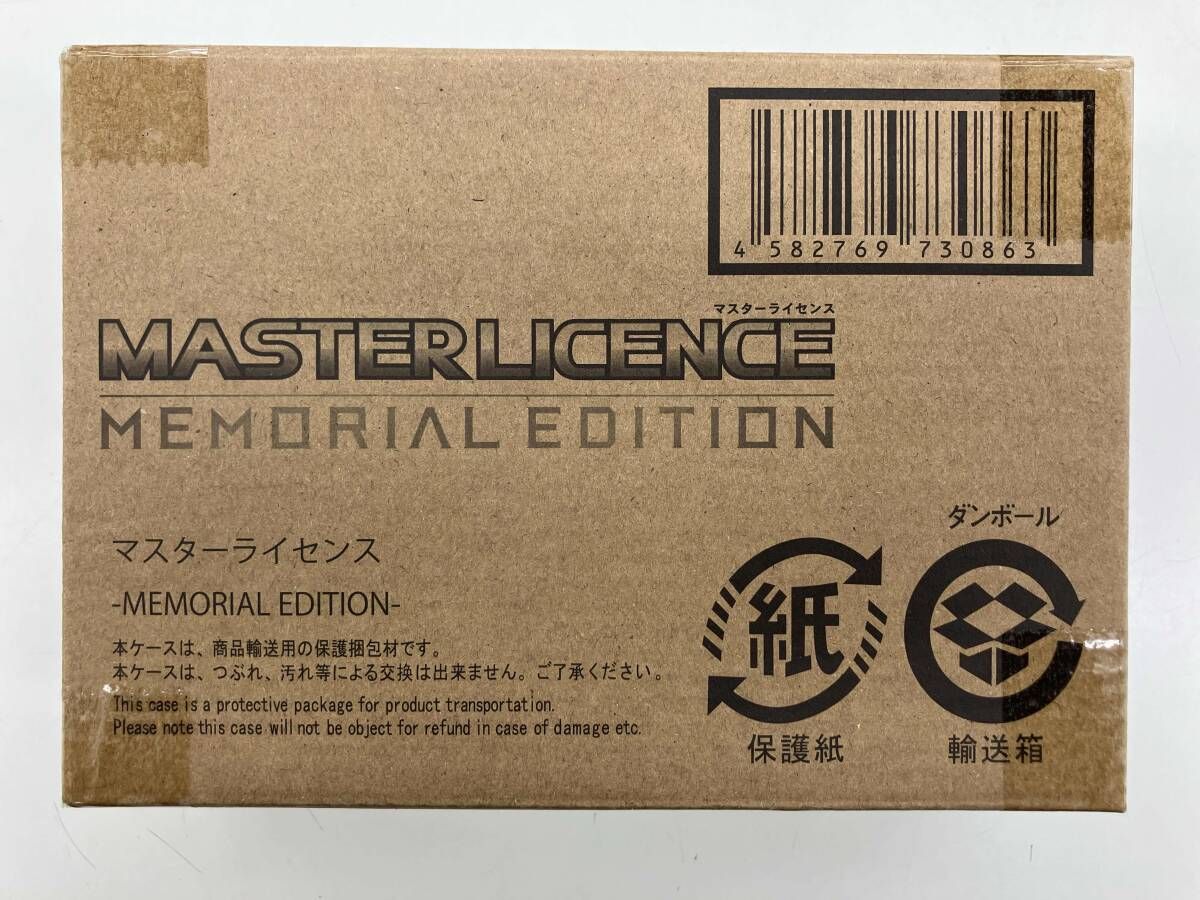 4 582769 730863
マスターライセンス
MASTERLICENCE
MEMORIAL EDITION
マスターライセンス
-MEMORIAL EDITION-
本ケースは、商品輸送用の保護梱包材です。
本ケースは、つぶれ、汚れ等による交換は出来ません。ご了承ください。
This case is a protective package for product transportation.
Please note this case will not be object for refund in case of damage etc.
紙
保護紙
ダンボール
輸送箱